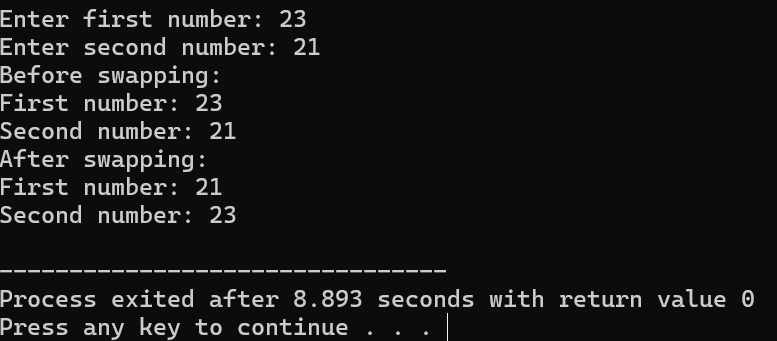 Enter first number: 23
Enter second number: 21
Before swapping:
First number: 23
Second number: 21
After swapping:
First number: 21
Second number: 23
--------------------------------
Process exited after 8.893 seconds with return value 0
Press any key to continue . . .